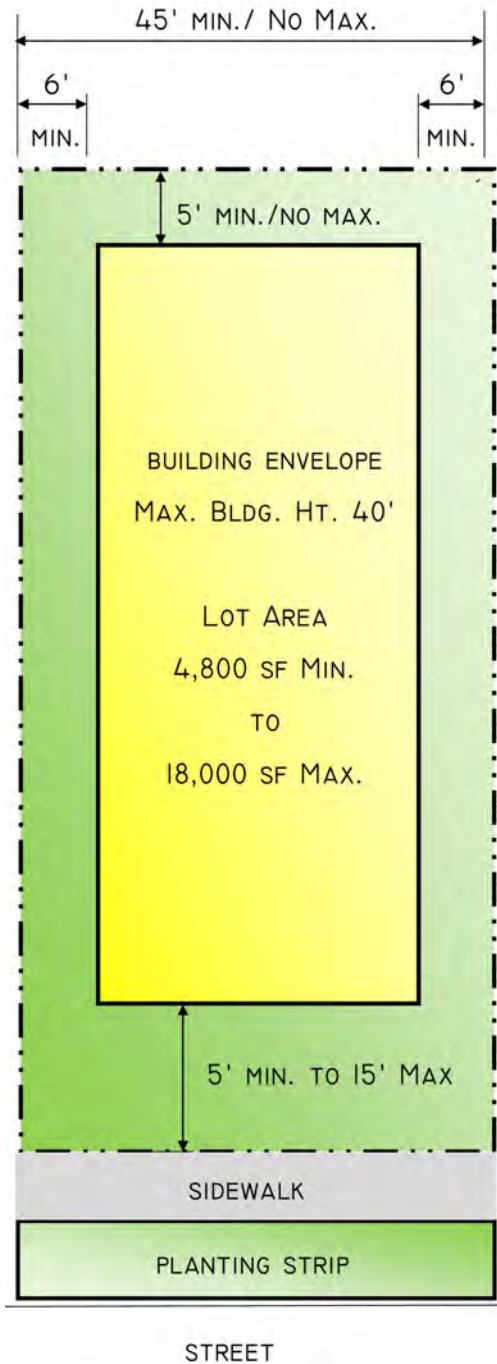 45' MIN./ NO MAX.
6' 6'
MIN. MIN.
5' MIN./NO MAX.
BUILDING ENVELOPE
MAX. BLDG. HT. 40'
LOT AREA
4,800 SF MIN.
TO
18,000 SF MAX.
5' MIN. TO 15' MAX
SIDEWALK
PLANTING STRIP
STREET